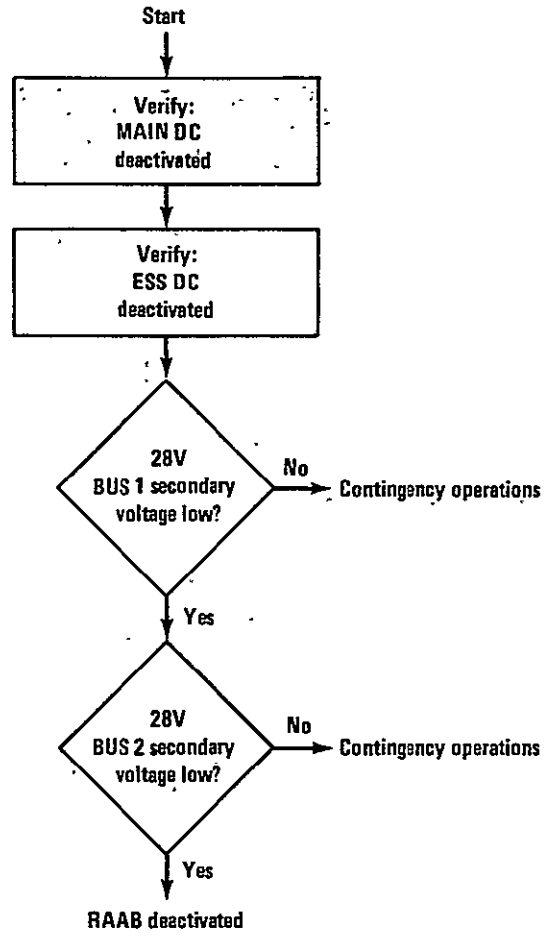 Start
Verify:
MAIN DC
deactivated
Verify:
ESS DC
deactivated
28V
BUS 1 secondary
voltage low?
No
Contingency operations
Yes
28V
BUS 2 secondary
voltage low?
No
Contingency operations
Yes
RAAB deactivated